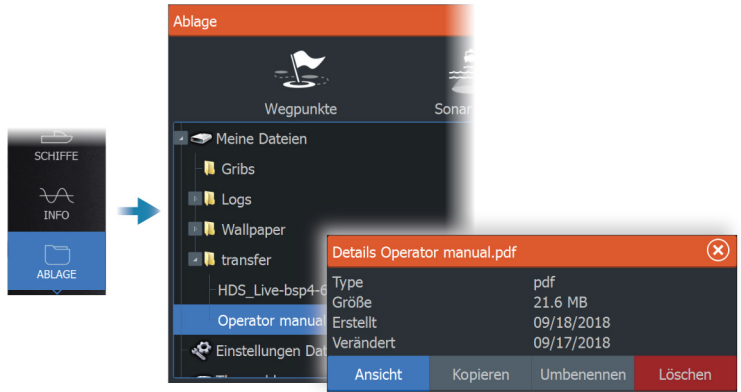 SCHIFFE
INFO
ABLAGE
Ablage
Wegpunkte
Sonar
Meine Dateien
Gribs
Logs
Wallpaper
transfer
HDS_Live-bsp4-6
Operator manual
Einstellungen Dat
Details Operator manual.pdf
Type pdf
Größe 21.6 MB
Erstellt 09/18/2018
Verändert 09/17/2018
Ansicht Kopieren Umbenennen Löschen